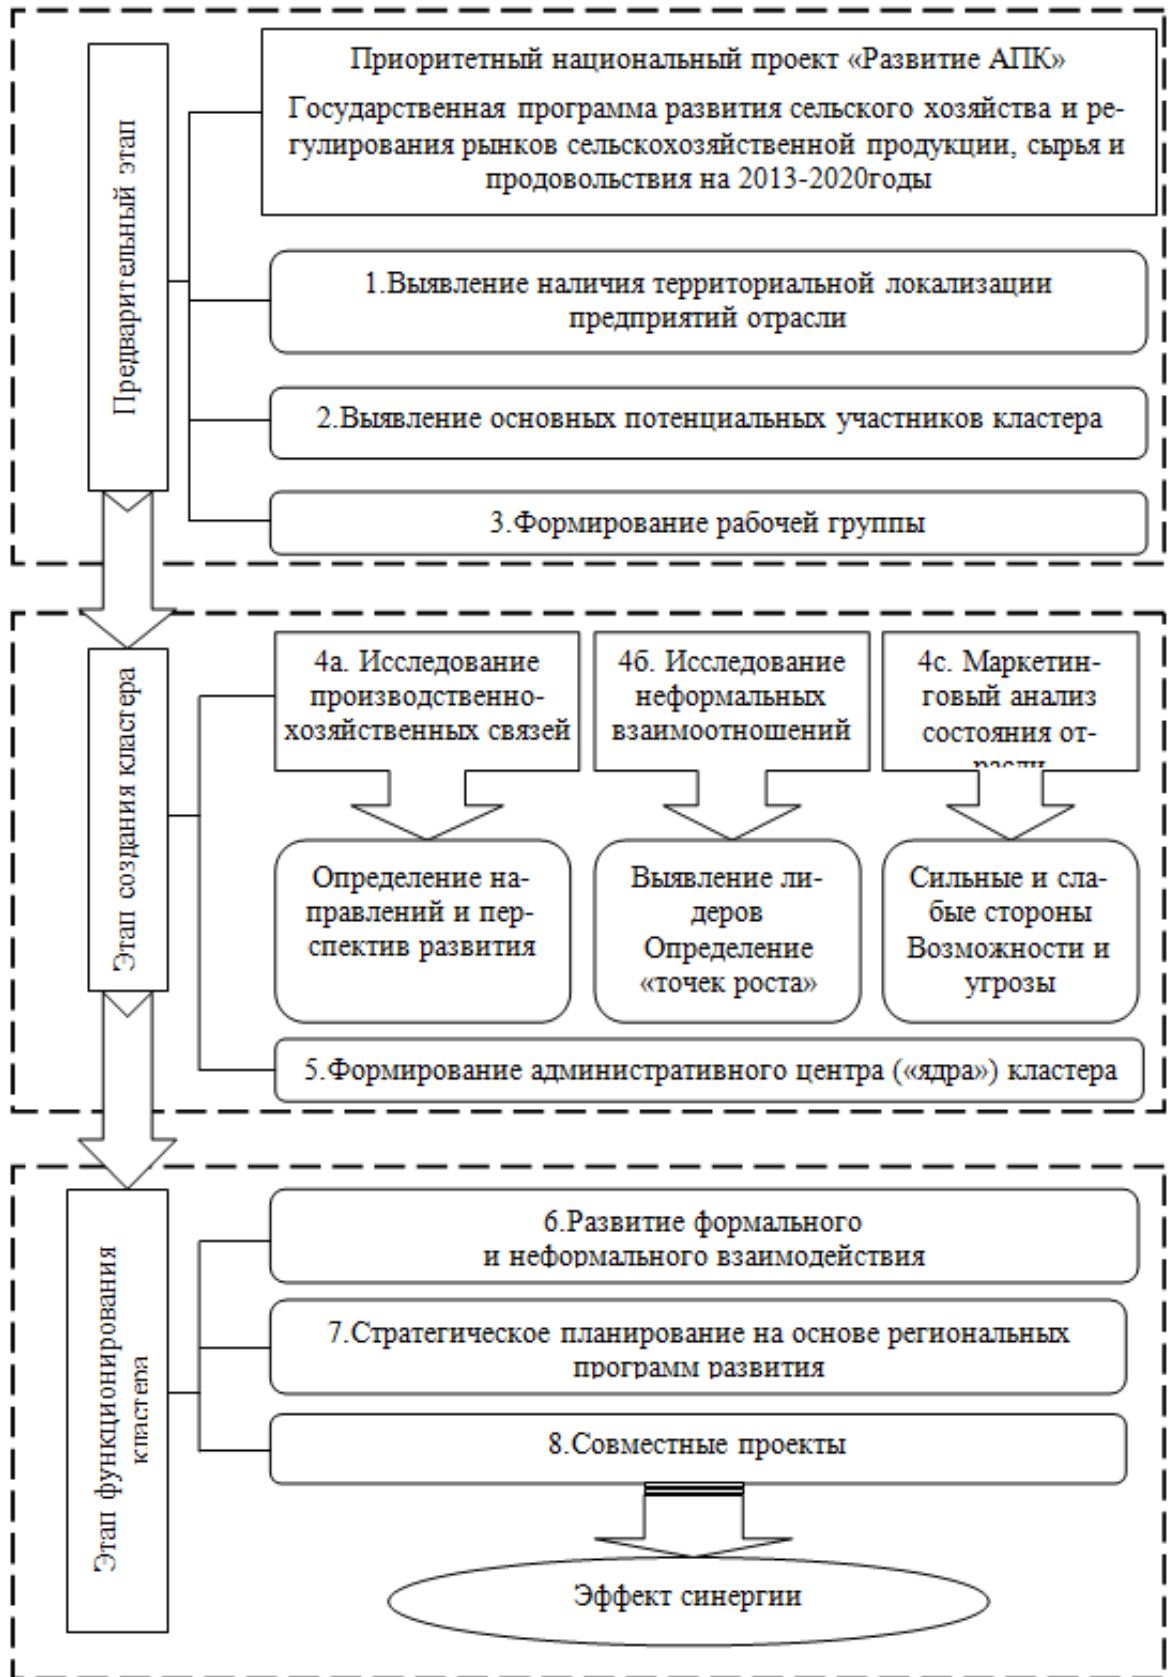 Предварительный этап
Приоритетный национальный проект «Развитие АПК»
Государственная программа развития сельского хозяйства и ре-
гулирования рынков сельскохозяйственной продукции, сырья и
продовольствия на 2013-2020годы
1.Выявление наличия территориальной локализации
предприятий отрасли
2.Выявление основных потенциальных участников кластера
3.Формирование рабочей группы
Этап создания кластера
4а. Исследование
производственно-
хозяйственных связей
4б. Исследование
неформальных
взаимоотношений
4с. Маркетин-
говый анализ
состояния от-
расли
Определение на-
правлений и пер-
спектив развития
Выявление ли-
деров
Определение
«точек роста»
Сильные и сла-
бые стороны
Возможности и
угрозы
5.Формирование административного центра («ядра») кластера
Этап функционирования
кластера
6.Развитие формального
и неформального взаимодействия
7.Стратегическое планирование на основе региональных
программ развития
8.Совместные проекты
Эффект синергии